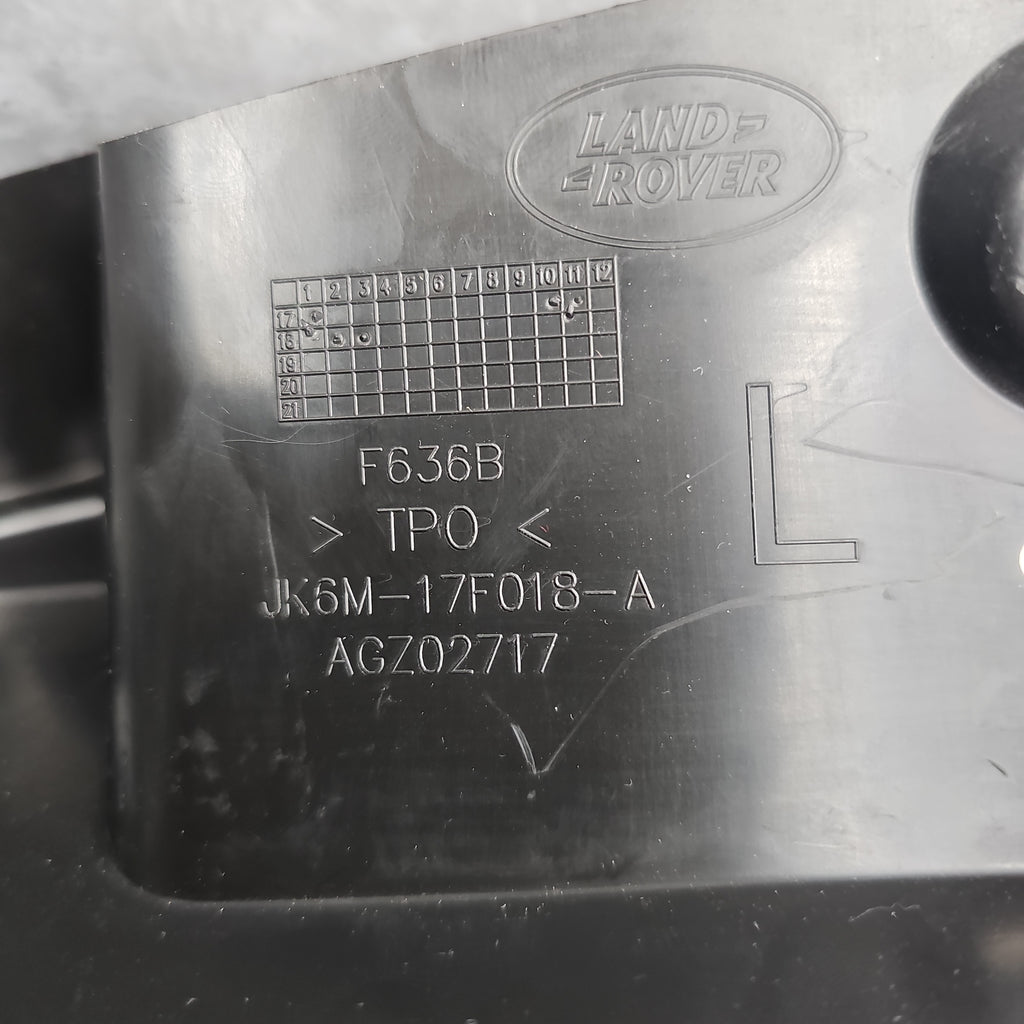 LAND
ROVER
1 2 3 4 5 6 7 8 9 10 11 12
17
18
19
20
21
L
F636B
> TPO <
JK6M-17F018-A
AGZ02717